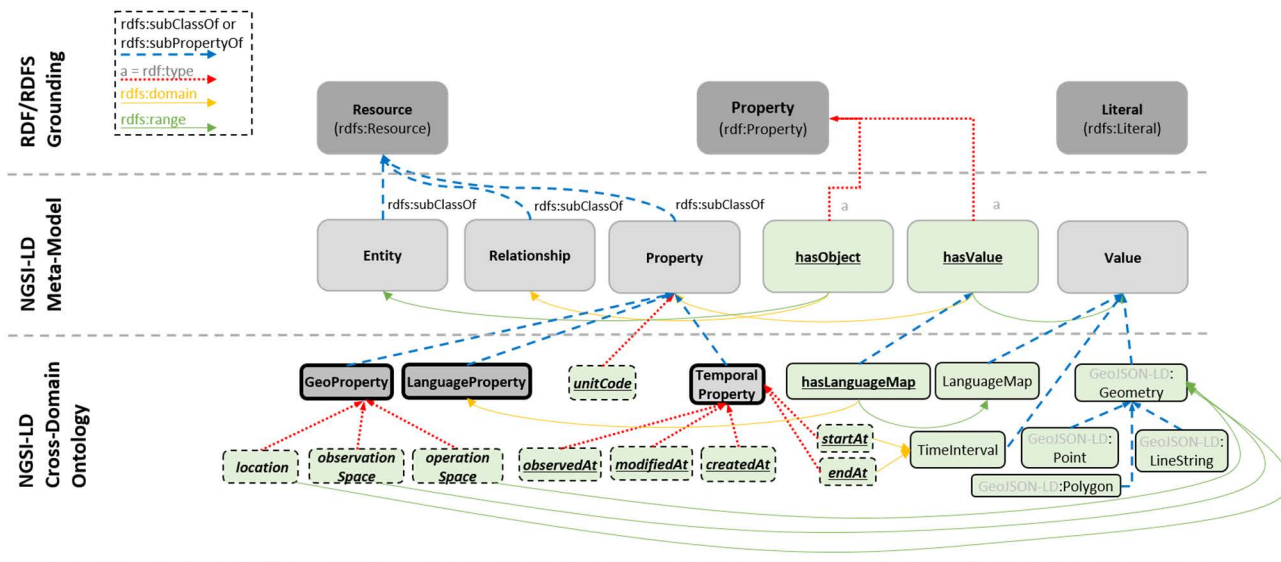 rdfs:subClassOf or
rdfs:subPropertyOf
a = rdf:type
rdfs:domain
rdfs:range
RDF/RDFS
Grounding
Resource
(rdfs:Resource)
Property
(rdf:Property)
Literal
(rdfs:Literal)
rdfs:subClassOf
rdfs:subClassOf
rdfs:subClassOf
a
a
NGSI-LD
Meta-Model
Entity
Relationship
Property
hasObject
hasValue
Value
NGSI-LD
Cross-Domain
Ontology
GeoProperty
LanguageProperty
unitCode
Temporal
Property
hasLanguageMap
LanguageMap
GeoJSON-LD:
Geometry
location
observation
Space
operation
Space
observedAt
modifiedAt
createdAt
startAt
endAt
TimeInterval
GeoJSON-LD:
Point
GeoJSON-LD:
LineString
GeoJSON-LD:Polygon